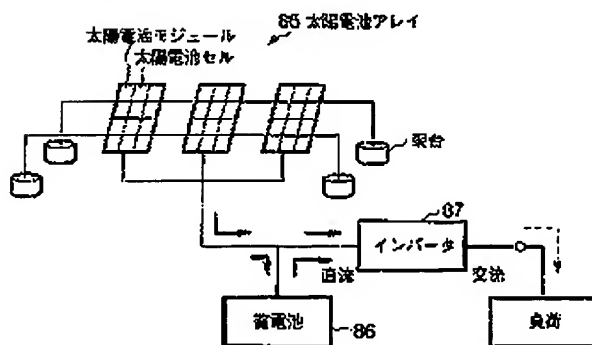 85 太陽電池アレイ
太陽電池モジュール
太陽電池セル
架台
87
インバータ
直流
交流
蓄電池
86
負荷